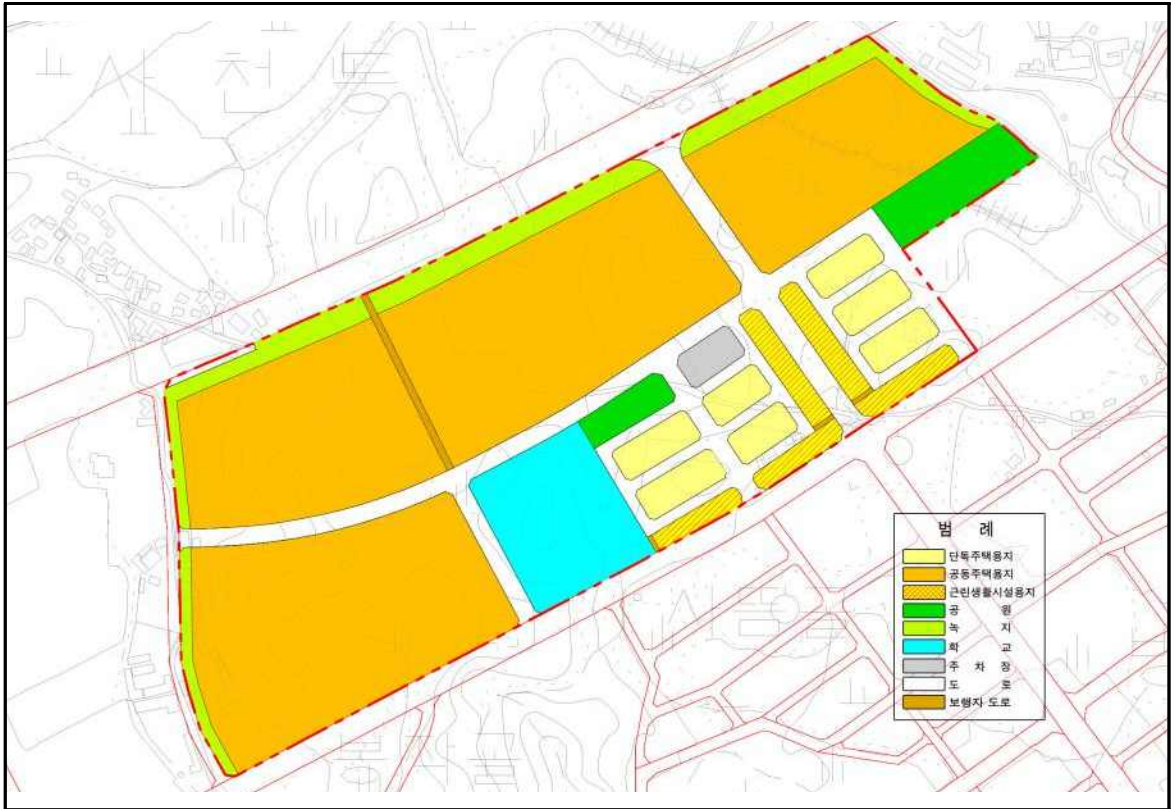 범 례
단독주택용지
공동주택용지
근린생활시설용지
공 원
녹 지
학 교
주 차 장
도 로
보행자 도로